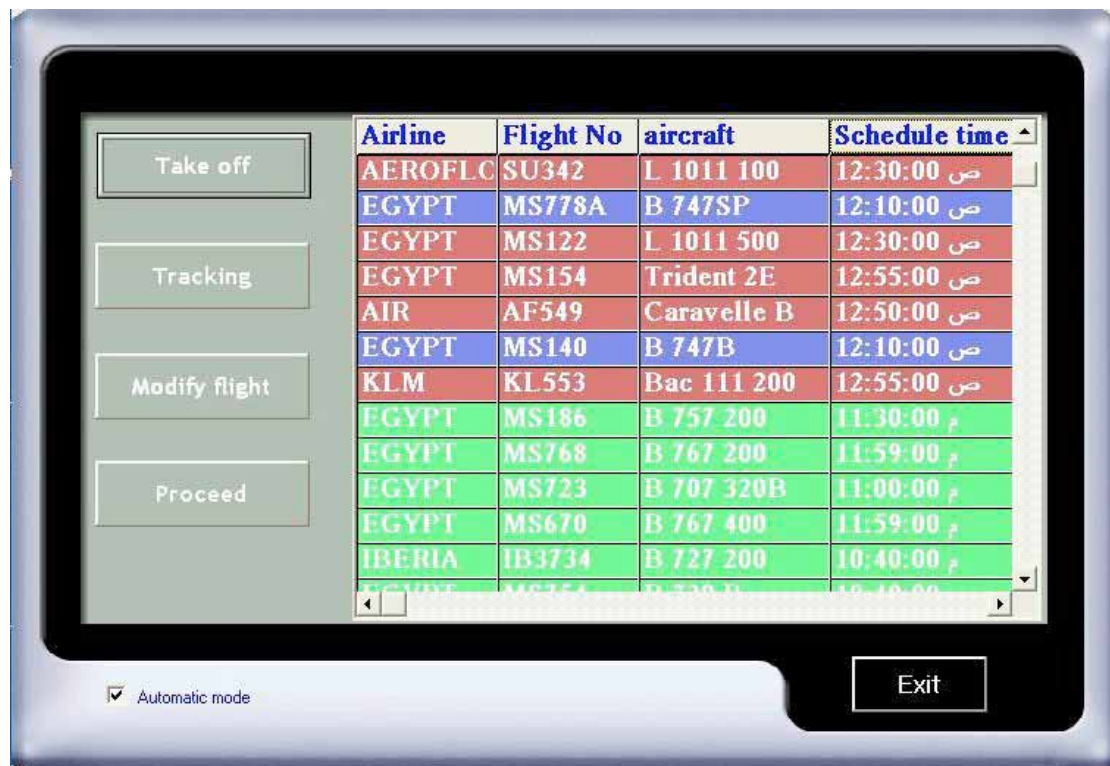 Airline Flight No aircraft Schedule time
Take off
AEROFLC SU342 L 1011 100 12:30:00 ص
EGYPT MS778A B 747SP 12:10:00 ص
EGYPT MS122 L 1011 500 12:30:00 ص
Tracking
EGYPT MS154 Trident 2E 12:55:00 ص
AIR AF549 Caravelle B 12:50:00 ص
EGYPT MS140 B 747B 12:10:00 ص
Modify flight
KLM KL553 Bac 111 200 12:55:00 ص
EGYPT MS186 B 757 200 11:30:00 م
EGYPT MS768 B 767 200 11:59:00 م
Proceed
EGYPT MS723 B 707 320B 11:00:00 م
EGYPT MS670 B 767 400 11:59:00 م
IBERIA IB3734 B 727 200 10:40:00 م
Automatic mode
Exit